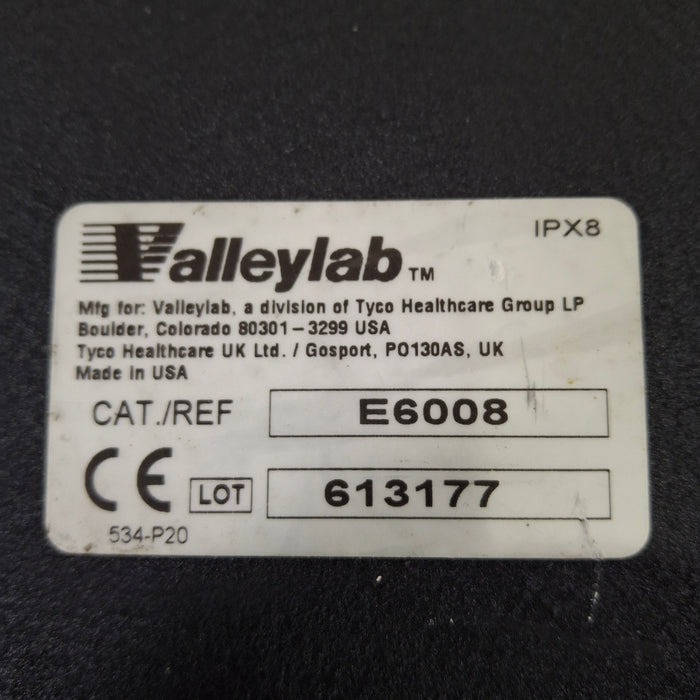 Valleylab™
IPX8
Mfg for: Valleylab, a division of Tyco Healthcare Group LP
Boulder, Colorado 80301-3299 USA
Tyco Healthcare UK Ltd. / Gosport, PO130AS, UK
Made in USA
CAT./REF E6008
CE LOT 613177
534-P20